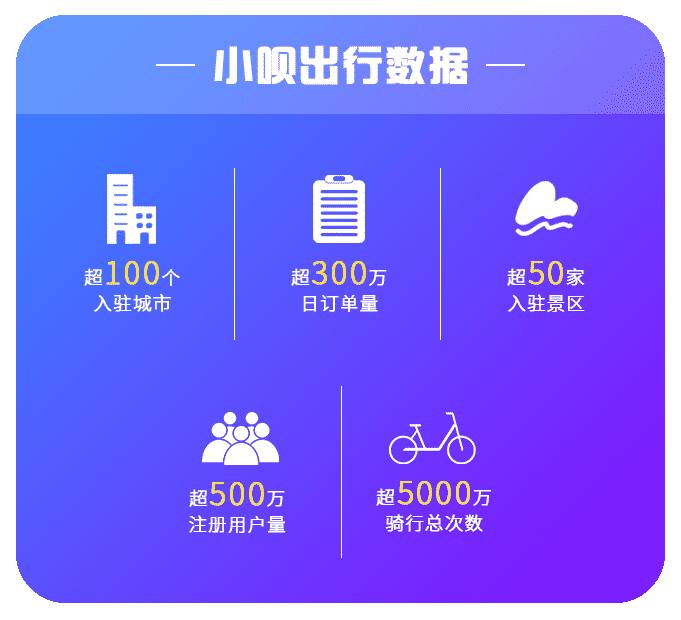 小呗出行数据
超100个
入驻城市
超300万
日订单量
超50家
入驻景区
超500万
注册用户量
超5000万
骑行总次数